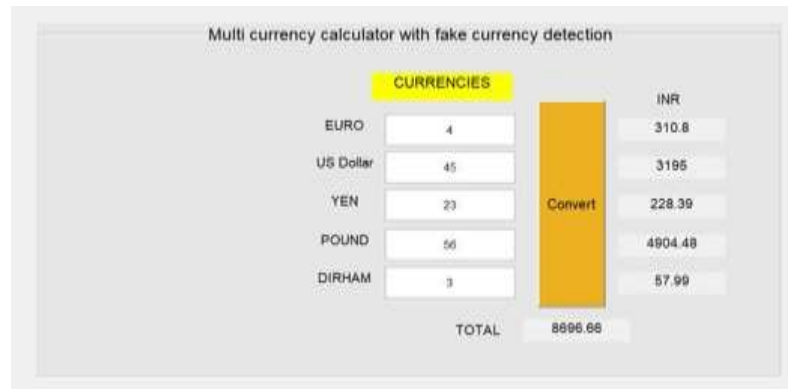 Multi currency calculator with fake currency detection
CURRENCIES
INR
EURO 4 310.8
US Dollar 45 3195
YEN 23 Convert 228.39
POUND 56 4904.48
DIRHAM 3 57.99
TOTAL 8696.66